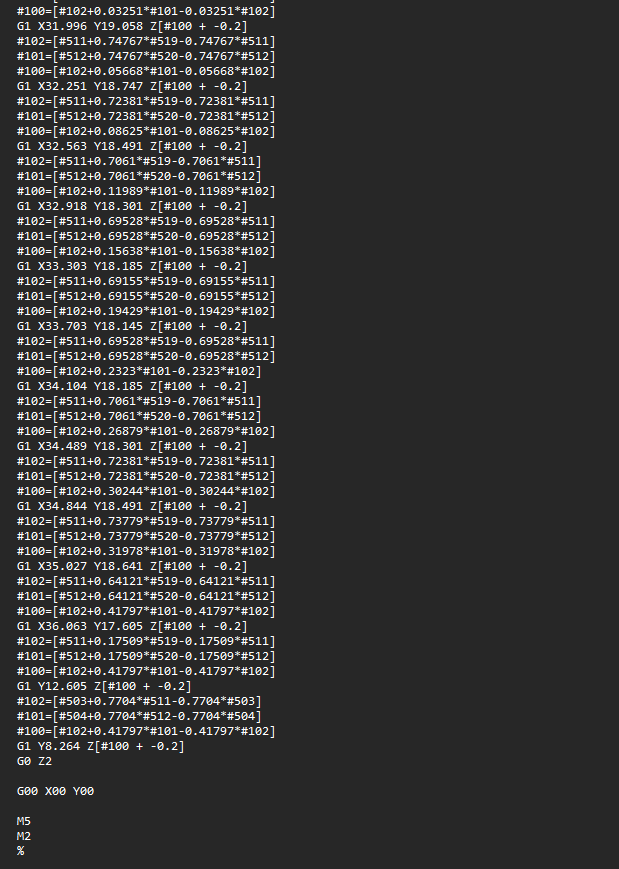 #100=[#102+0.03251*#101-0.03251*#102]
G1 X31.996 Y19.058 Z[#100 + -0.2]
#102=[#511+0.74767*#519-0.74767*#511]
#101=[#512+0.74767*#520-0.74767*#512]
#100=[#102+0.05668*#101-0.05668*#102]
G1 X32.251 Y18.747 Z[#100 + -0.2]
#102=[#511+0.72381*#519-0.72381*#511]
#101=[#512+0.72381*#520-0.72381*#512]
#100=[#102+0.08625*#101-0.08625*#102]
G1 X32.563 Y18.491 Z[#100 + -0.2]
#102=[#511+0.7061*#519-0.7061*#511]
#101=[#512+0.7061*#520-0.7061*#512]
#100=[#102+0.11989*#101-0.11989*#102]
G1 X32.918 Y18.301 Z[#100 + -0.2]
#102=[#511+0.69528*#519-0.69528*#511]
#101=[#512+0.69528*#520-0.69528*#512]
#100=[#102+0.15638*#101-0.15638*#102]
G1 X33.303 Y18.185 Z[#100 + -0.2]
#102=[#511+0.69155*#519-0.69155*#511]
#101=[#512+0.69155*#520-0.69155*#512]
#100=[#102+0.19429*#101-0.19429*#102]
G1 X33.703 Y18.145 Z[#100 + -0.2]
#102=[#511+0.69528*#519-0.69528*#511]
#101=[#512+0.69528*#520-0.69528*#512]
#100=[#102+0.2323*#101-0.2323*#102]
G1 X34.104 Y18.185 Z[#100 + -0.2]
#102=[#511+0.7061*#519-0.7061*#511]
#101=[#512+0.7061*#520-0.7061*#512]
#100=[#102+0.26879*#101-0.26879*#102]
G1 X34.489 Y18.301 Z[#100 + -0.2]
#102=[#511+0.72381*#519-0.72381*#511]
#101=[#512+0.72381*#520-0.72381*#512]
#100=[#102+0.30244*#101-0.30244*#102]
G1 X34.844 Y18.491 Z[#100 + -0.2]
#102=[#511+0.73779*#519-0.73779*#511]
#101=[#512+0.73779*#520-0.73779*#512]
#100=[#102+0.31978*#101-0.31978*#102]
G1 X35.027 Y18.641 Z[#100 + -0.2]
#102=[#511+0.64121*#519-0.64121*#511]
#101=[#512+0.64121*#520-0.64121*#512]
#100=[#102+0.41797*#101-0.41797*#102]
G1 X36.063 Y17.605 Z[#100 + -0.2]
#102=[#511+0.17509*#519-0.17509*#511]
#101=[#512+0.17509*#520-0.17509*#512]
#100=[#102+0.41797*#101-0.41797*#102]
G1 Y12.605 Z[#100 + -0.2]
#102=[#503+0.7704*#511-0.7704*#503]
#101=[#504+0.7704*#512-0.7704*#504]
#100=[#102+0.41797*#101-0.41797*#102]
G1 Y8.264 Z[#100 + -0.2]
G0 Z2
G00 X00 Y00
M5
M2
%